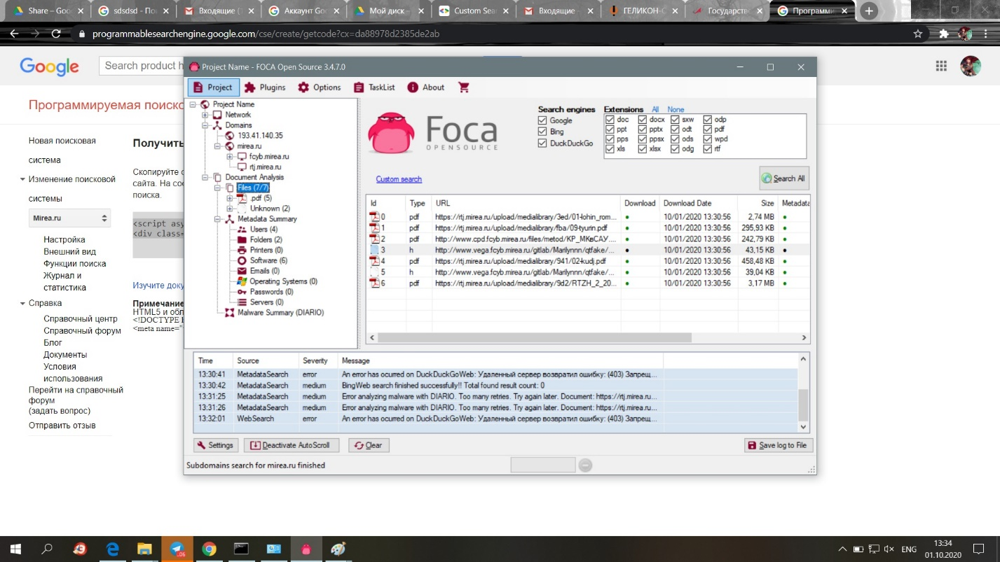 Share – Goo
sdsdsd - По
Входящие (
Аккаунт Goo
Мой диск –
Custom Sea
Входящие
ГЕЛИКОН-О
Государств
Программи
programmablesearchengine.google.com/cse/create/getcode?cx=da88978d2385de2ab
Google
Search product h
Программируемая поиско
Новая поисковая
система
Изменение поисковой
системы
Mirea.ru
Настройка
Внешний вид
Функции поиска
Журнал и
статистика
Справка
Справочный центр
Справочный форум
Блог
Документы
Условия
использования
Перейти на справочный
форум
(задать вопрос)
Отправить отзыв
Получить
Скопируйте с
сайта. На со
поиска.
<script asy
<div class=
Изучите доку
Примечание
HTML5 и обл
<!DOCTYPE h
<meta name="
Project Name - FOCA Open Source 3.4.7.0
Project
Plugins
Options
TaskList
About
Project Name
Network
Domains
193.41.140.35
mirea.ru
fcyb.mirea.ru
rtj.mirea.ru
Document Analysis
Files (7/7)
.pdf (5)
Unknown (2)
Metadata Summary
Users (4)
Folders (2)
Printers (0)
Software (6)
Emails (0)
Operating Systems (0)
Passwords (0)
Servers (0)
Malware Summary (DIARIO)
Foca
OPENSOURCE
Search engines
Google
Bing
DuckDuckGo
Extensions All None
doc docx sxw odp
ppt pptx odt pdf
pps ppsx ods wpd
xls xlsx odg rtf
Custom search
Search All
Id Type URL Download Download Date Size Metadata
0 pdf https://rtj.mirea.ru/upload/medialibrary/3ed/01-lohin_rom... 10/01/2020 13:30:56 2,74 MB
1 pdf https://rtj.mirea.ru/upload/medialibrary/fba/09-tyurin.pdf 10/01/2020 13:30:56 295,93 KB
2 pdf http://www.cpd.fcyb.mirea.ru/files/metod/KP_МКвСАУ.... 10/01/2020 13:30:56 242,79 KB
3 h http://www.vega.fcyb.mirea.ru/gitlab/Marilynnn/qtfake/... 10/01/2020 13:30:56 43,15 KB
4 pdf https://rtj.mirea.ru/upload/medialibrary/941/02-kudj.pdf 10/01/2020 13:30:56 458,48 KB
5 h http://www.vega.fcyb.mirea.ru/gitlab/Marilynnn/qtfake/... 10/01/2020 13:30:56 39,04 KB
6 pdf https://rtj.mirea.ru/upload/medialibrary/9d2/RTZH_2_20... 10/01/2020 13:30:56 3,17 MB
Time Source Severity Message
13:30:41 MetadataSearch error An error has ocurred on DuckDuckGoWeb: Удаленный сервер возвратил ошибку: (403) Запрещ...
13:30:42 MetadataSearch medium BingWeb search finished successfully!! Total found result count: 0
13:31:25 MetadataSearch medium Error analyzing malware with DIARIO. Too many retries. Try again later. Document: https://rtj.mirea.ru...
13:31:26 MetadataSearch medium Error analyzing malware with DIARIO. Too many retries. Try again later. Document: https://rtj.mirea.ru...
13:32:01 WebSearch error An error has ocurred on DuckDuckGoWeb: Удаленный сервер возвратил ошибку: (403) Запрещ...
Settings
Deactivate AutoScroll
Clear
Save log to File
Subdomains search for mirea.ru finished
ENG
13:34
01.10.2020